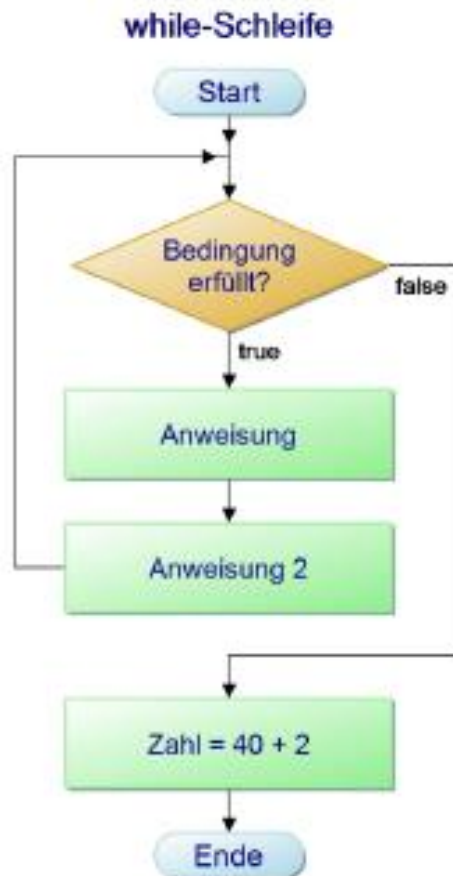 while-Schleife
Start
Bedingung
erfüllt?
false
true
Anweisung
Anweisung 2
Zahl = 40 + 2
Ende